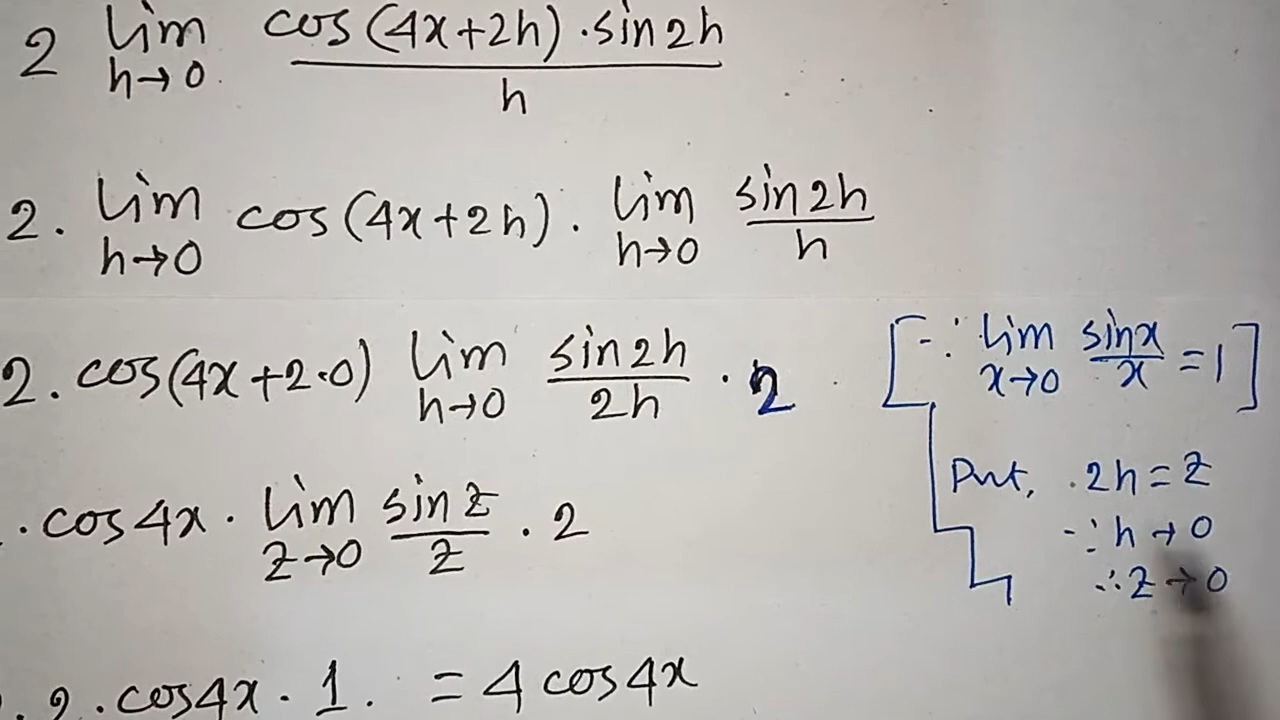 2 lim h→0 cos(4x+2h)·sin2h / h
2. lim h→0 cos(4x+2h). lim h→0 sin2h / h
2. cos(4x+2·0) lim h→0 sin2h / 2h · 2
[∵ lim x→0 sinx / x = 1]
Put, 2h=z
∵ h→0
∴ z→0
. cos4x . lim z→0 sinz / z . 2
. 2 . cos4x . 1. = 4 cos4x